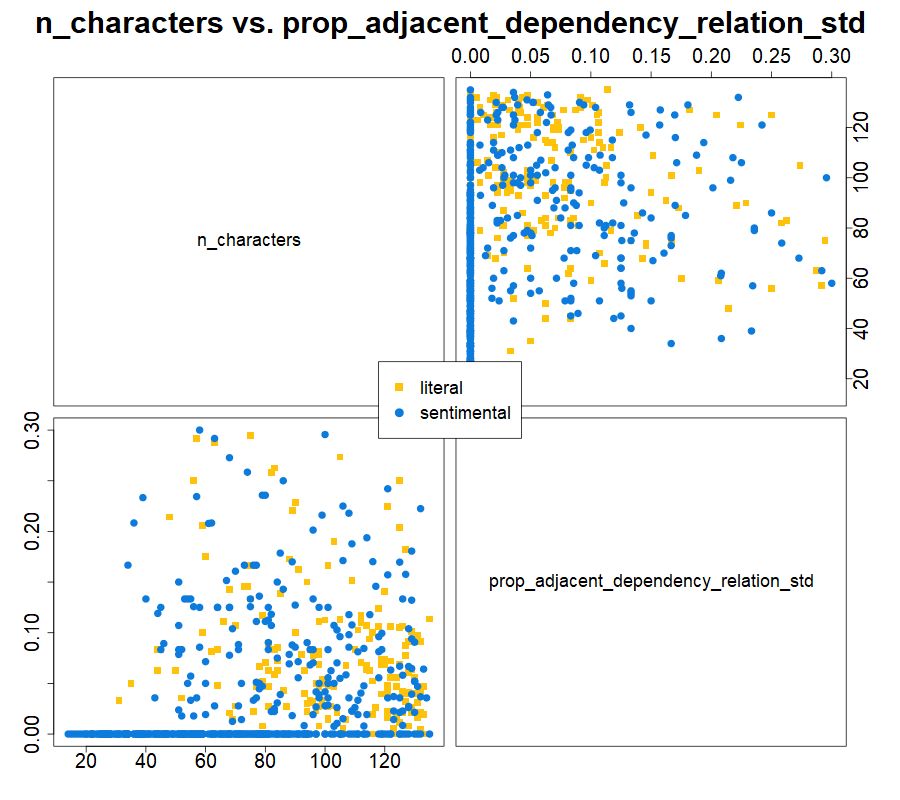 n_characters vs. prop_adjacent_dependency_relation_std
0.00 0.05 0.10 0.15 0.20 0.25 0.30
n_characters
120
100
80
60
40
20
literal
sentimental
0.30
0.20
0.10
0.00
prop_adjacent_dependency_relation_std
20 40 60 80 100 120